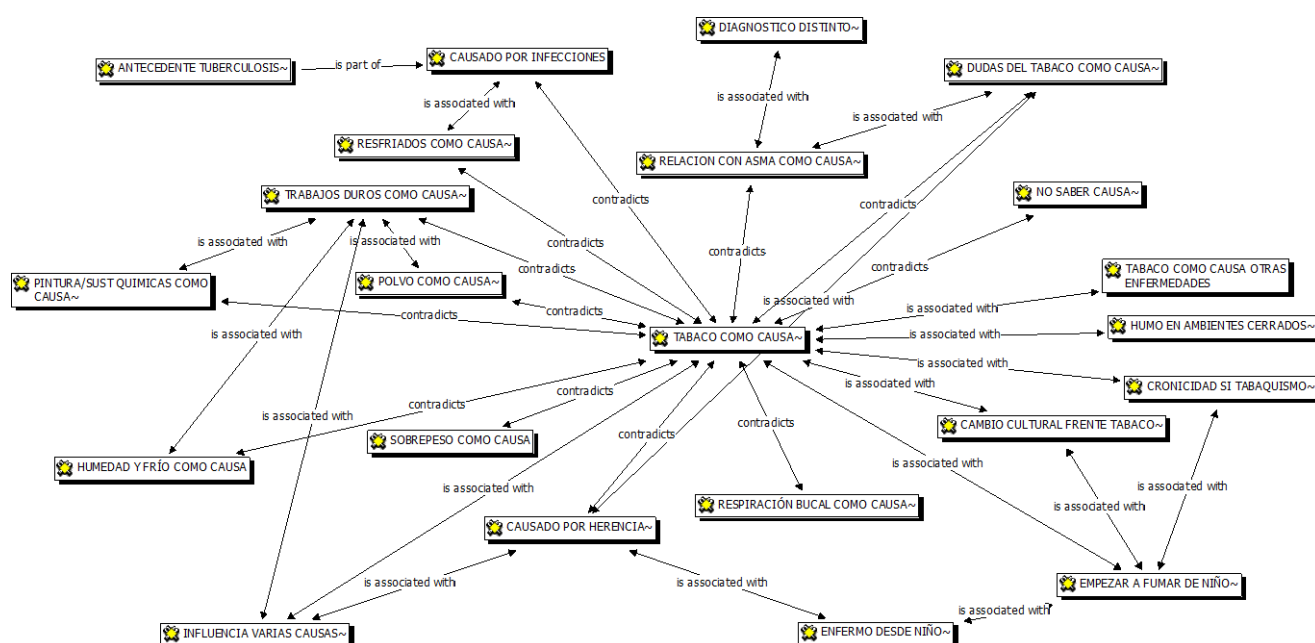 DIAGNOSTICO DISTINTO~
CAUSADO POR INFECCIONES
ANTECEDENTE TUBERCULOSIS~
is part of
DUDAS DEL TABACO COMO CAUSA~
is associated with
is associated with
is associated with
RESFRIADOS COMO CAUSA~
RELACION CON ASMA COMO CAUSA~
TRABAJOS DUROS COMO CAUSA~
NO SABER CAUSA~
contradicts
contradicts
is associated with
is associated with
contradicts
contradicts
contradicts
contradicts
PINTURA/SUST QUIMICAS COMO
CAUSA~
POLVO COMO CAUSA~
TABACO COMO CAUSA OTRAS
ENFERMEDADES
is associated with
is associated with
contradicts
contradicts
HUMO EN AMBIENTES CERRADOS~
is associated with
is associated with
TABACO COMO CAUSA~
is associated with
CRONICIDAD SI TABAQUISMO~
is associated with
contradicts
contradicts
is associated with
CAMBIO CULTURAL FRENTE TABACO~
SOBREPESO COMO CAUSA
contradicts
contradicts
HUMEDAD Y FRÍO COMO CAUSA
is associated with
is associated with
is associated with
is associated with
RESPIRACIÓN BUCAL COMO CAUSA~
CAUSADO POR HERENCIA~
is associated with
is associated with
EMPEZAR A FUMAR DE NIÑO~
is associated with
INFLUENCIA VARIAS CAUSAS~
ENFERMO DESDE NIÑO~